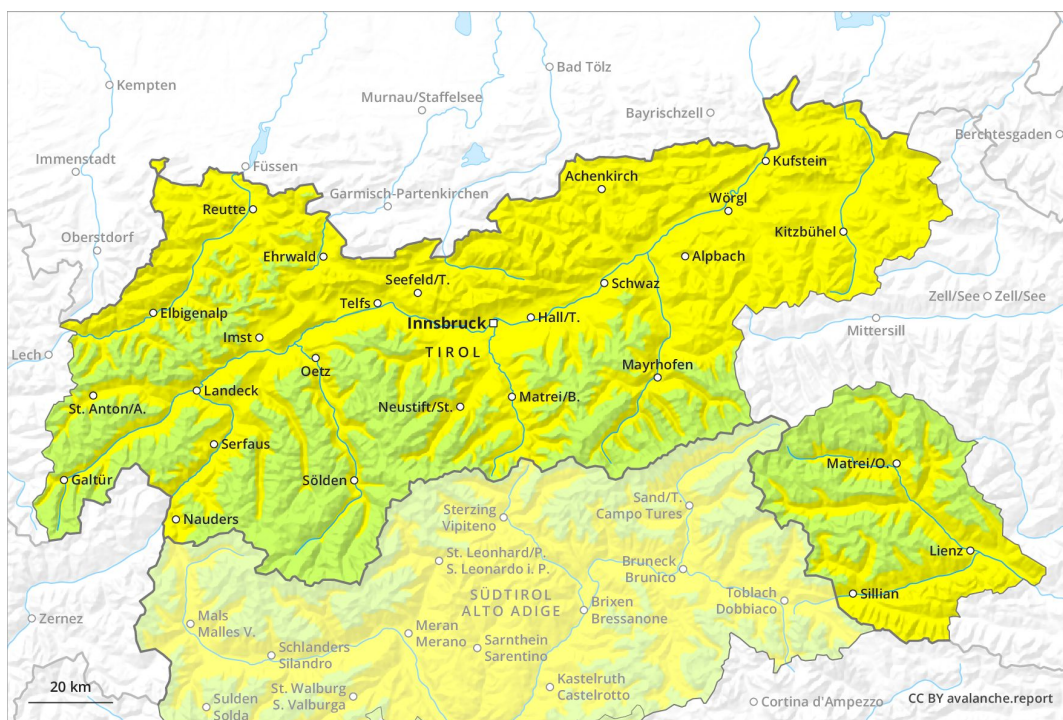 Bad Tölz
Kempten
Murnau/Staffelsee
Bayrischzell
Berchtesgaden
Immenstadt
Füssen
Kufstein
Achenkirch
Garmisch-Partenkirchen
Wörgl
Reutte
Kitzbühel
Oberstdorf
Ehrwald
Alpbach
Seefeld/T.
Schwaz
Zell/See
Zell/See
Telfs
Elbigenalp
Hall/T.
Innsbruck
Mittersill
Imst
Lech
TIROL
Oetz
Mayrhofen
Landeck
St. Anton/A.
Matrei/B.
Neustift/St.
Serfaus
Matrei/O.
Galtür
Sölden
Sand/T.
Campo Tures
Sterzing
Vipiteno
Nauders
Lienz
St. Leonhard/P.
S. Leonardo i. P.
Bruneck
Brunico
SÜDTIROL
ALTO ADIGE
Toblach
Dobbiaco
Sillian
Brixen
Bressanone
Zernez
Mals
Malles V.
Meran
Merano
Sarnthein
Sarentino
Schlanders
Silandro
Kastelruth
Castelrotto
20 km
St. Walburg
S. Valburga
Sulden
Solda
Cortina d'Ampezzo
CC BY avalanche.report